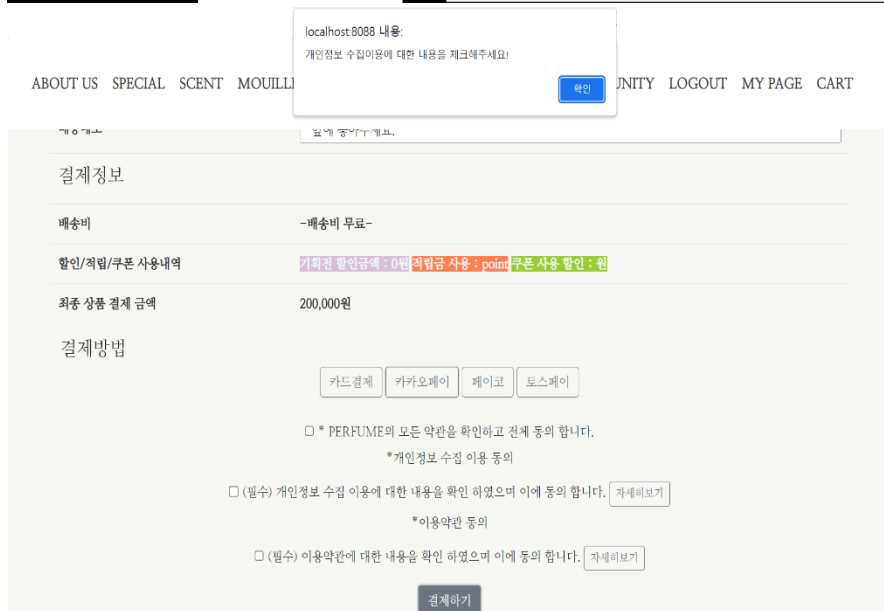 localhost:8088 내용:
개인정보 수집이용에 대한 내용을 체크해주세요!
확인
ABOUT US SPECIAL SCENT LOGOUT MY PAGE CART
결제정보
배송비 -배송비 무료-
할인/적립/쿠폰 사용내역 기획전 할인금액 : 0원 적립금 사용 : point 쿠폰 사용 할인 : 원
최종 상품 결제 금액 200,000원
결제방법
카드결제 카카오페이 페이코 토스페이
* PERFUME의 모든 약관을 확인하고 전체 동의 합니다.
*개인정보 수집 이용 동의
(필수) 개인정보 수집 이용에 대한 내용을 확인 하였으며 이에 동의 합니다. 자세히보기
*이용약관 동의
(필수) 이용약관에 대한 내용을 확인 하였으며 이에 동의 합니다. 자세히보기
결제하기